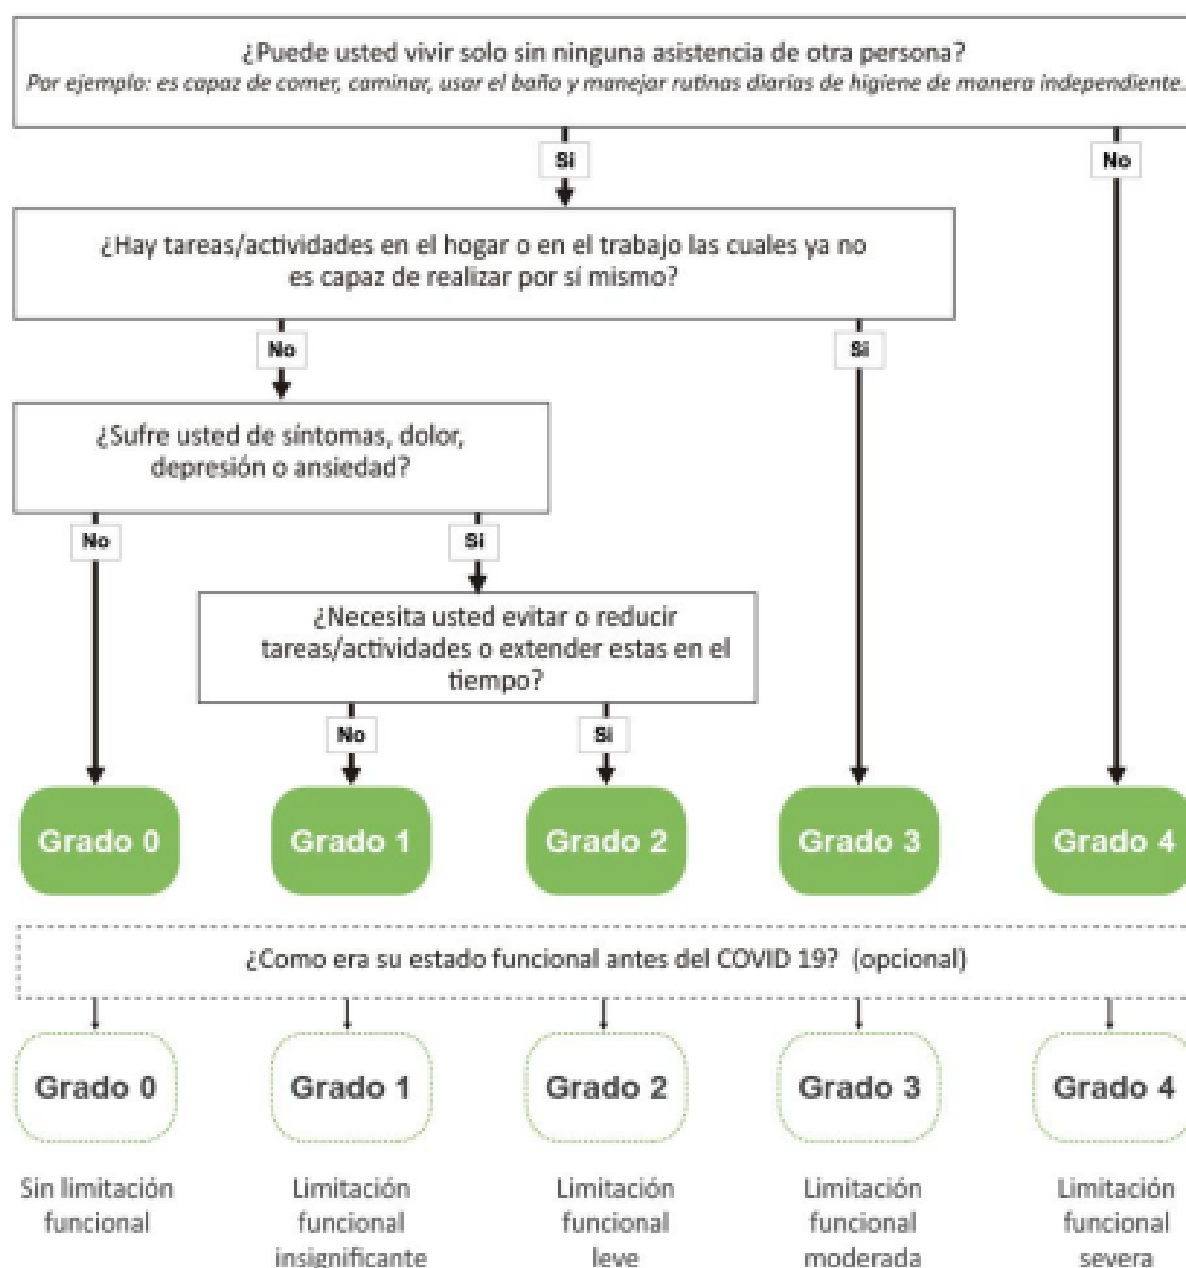 ¿Puede usted vivir solo sin ninguna asistencia de otra persona?
Por ejemplo: es capaz de comer, caminar, usar el baño y manejar rutinas diarias de higiene de manera independiente.
Si
No
¿Hay tareas/actividades en el hogar o en el trabajo las cuales ya no
es capaz de realizar por sí mismo?
No
Si
¿Sufre usted de síntomas, dolor,
depresión o ansiedad?
No
Si
¿Necesita usted evitar o reducir
tareas/actividades o extender estas en el
tiempo?
No
Si
Grado 0
Grado 1
Grado 2
Grado 3
Grado 4
¿Como era su estado funcional antes del COVID 19? (opcional)
Grado 0
Grado 1
Grado 2
Grado 3
Grado 4
Sin limitación
funcional
Limitación
funcional
insignificante
Limitación
funcional
leve
Limitación
funcional
moderada
Limitación
funcional
severa